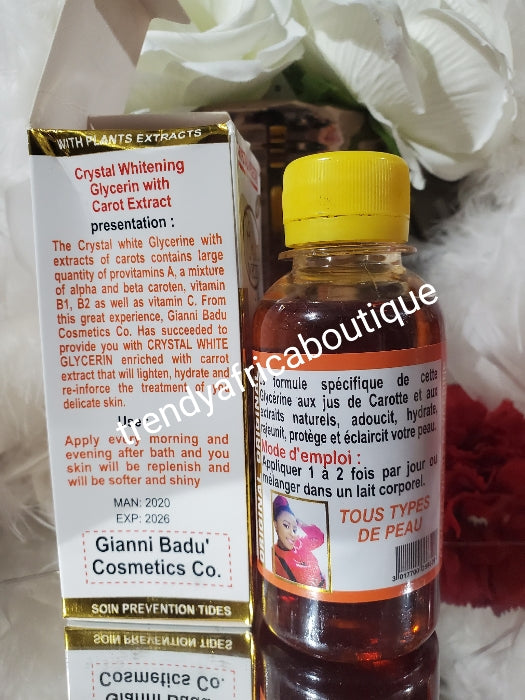 WITH PLANTS EXTRACTS
Crystal Whitening
Glycerin with
Carot Extract
presentation :
The Crystal white Glycerine with
extracts of carots contains large
quantity of provitamins A, a mixture
of alpha and beta caroten, vitamin
B1, B2 as well as vitamin C. From
this great experience, Gianni Badu
Cosmetics Co. Has succeeded to
provide you with CRYSTAL WHITE
GLYCERIN enriched with carrot
extract that will lighten, hydrate and
re-inforce the treatment of
delicate skin.
Apply every morning and
evening after bath and you
skin will be replenish and
will be softer and shiny
MAN: 2020
EXP: 2026
Gianni Badu'
Cosmetics Co.
SOIN PREVENTION TIDES
trendyafricaboutique
formule spécifique de cette
Glycerine aux jus de Carotte et aux
extraits naturels, adoucit, hydrate,
rajeunit, protège et éclaircit votre peau.
Mode d'emploi :
Appliquer 1 à 2 fois par jour ou
mélanger dans un lait corporel.
TOUS TYPES
DE PEAU
ORIGINAL